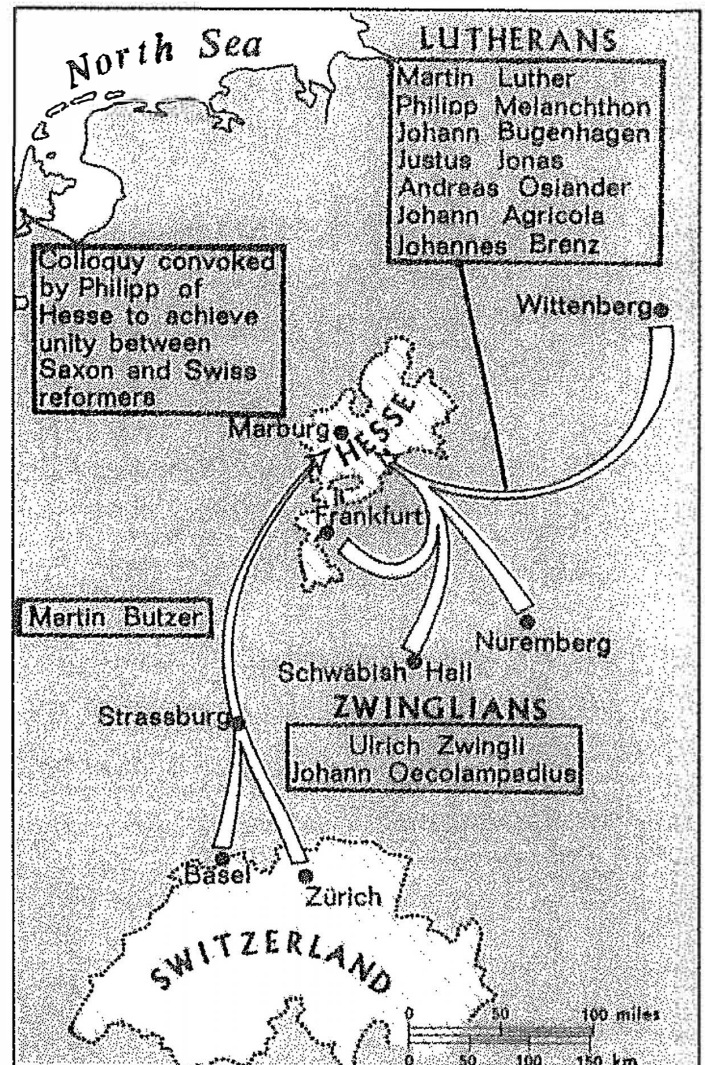 North Sea
LUTHERANS
Martin Luther
Philipp Melanchthon
Johann Bugenhagen
Justus Jonas
Andreas Osiander
Johann Agricola
Johannes Brenz
Colloquy convoked
by Philipp of
Hesse to achieve
unity between
Saxon and Swiss
reformers
Wittenberg
Marburg
HESSE
Frankfurt
Martin Butzer
Nuremberg
Schwäbish Hall
Strassburg
ZWINGLIANS
Ulrich Zwingli
Johann Oecolampadius
Basel
Zürich
SWITZERLAND
0 50 100 miles
0 50 100 150 km